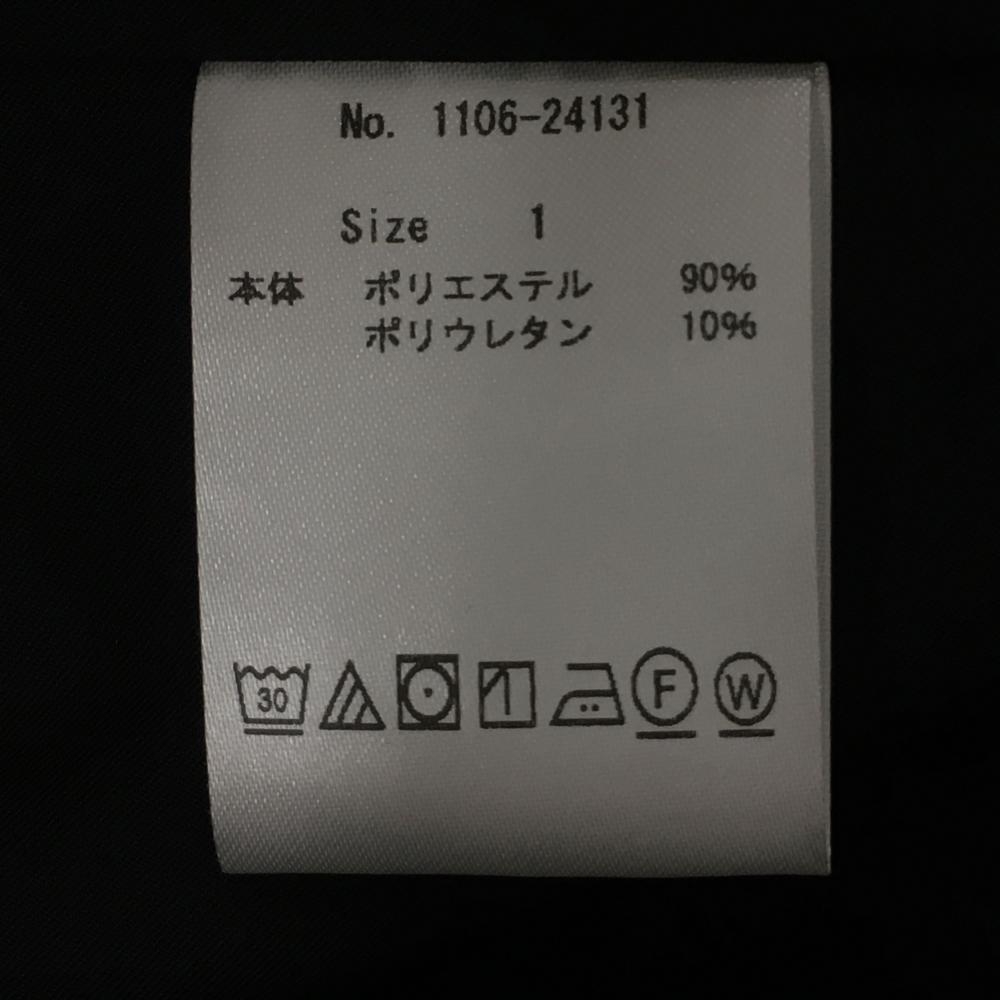 No. 1106-24131
Size 1
本体 ポリエステル 90%
ポリウレタン 10%
30 F W